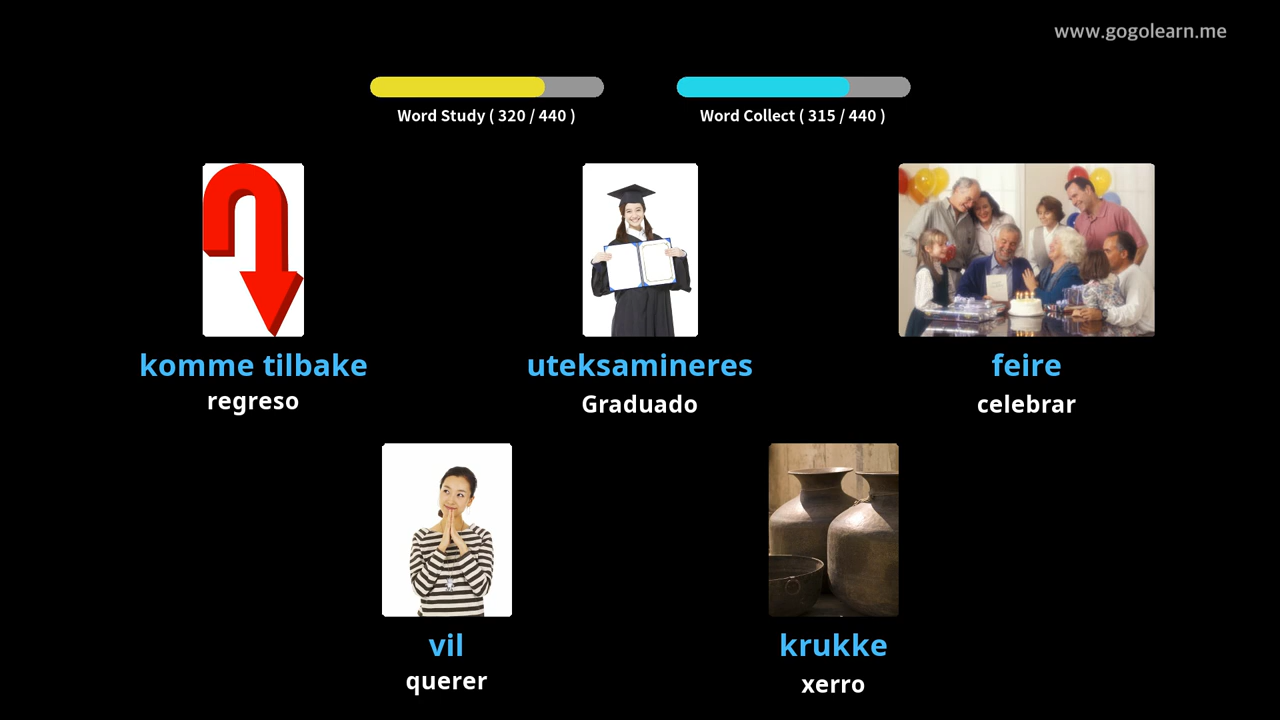 www.gogolearn.me
Word Study ( 320 / 440 )
Word Collect ( 315 / 440 )
komme tilbake
regreso
uteksamineres
Graduado
feire
celebrar
vil
querer
krukke
xerro